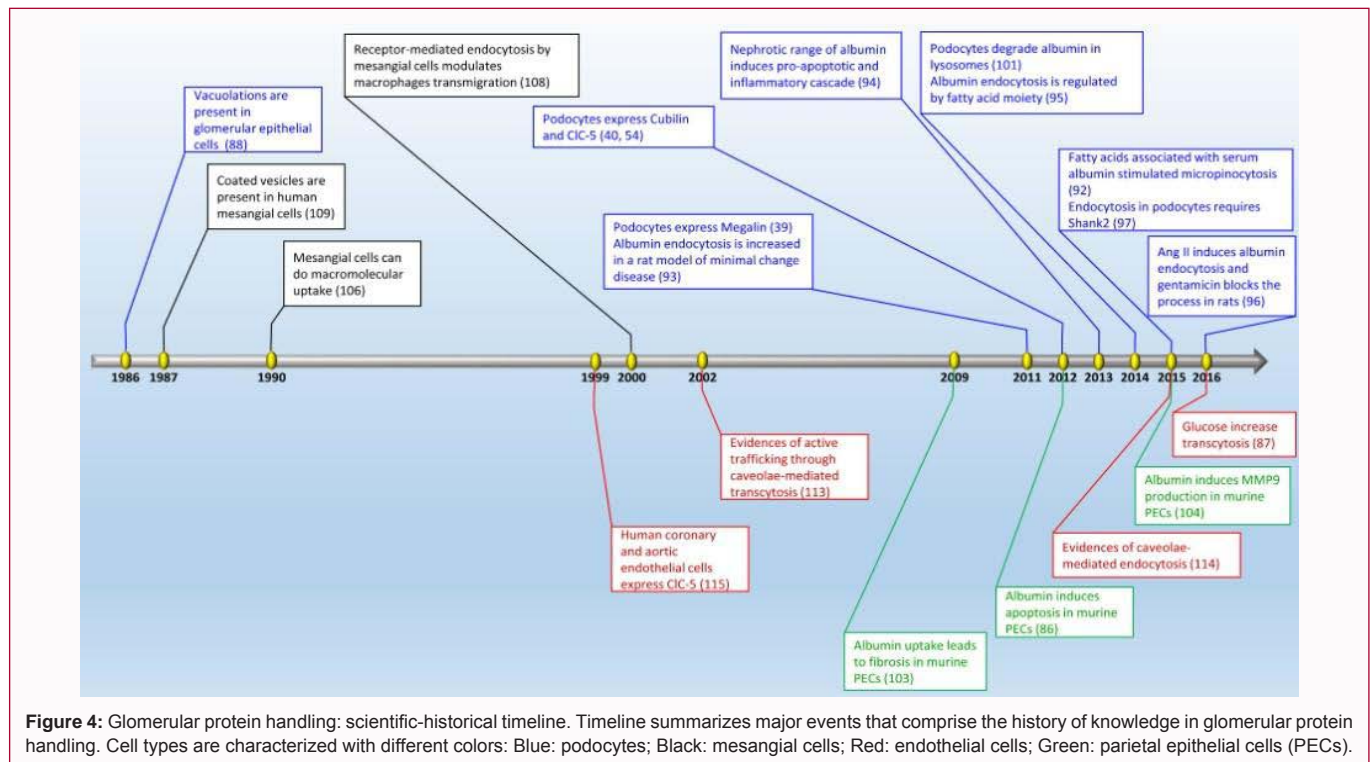 Receptor-mediated endocytosis by
mesangial cells modulates
macrophages transmigration (108)
Nephrotic range of albumin
induces pro-apoptotic and
inflammatory cascade (94)
Podocytes degrade albumin in
lysosomes (101)
Albumin endocytosis is regulated
by fatty acid moiety (95)
Vacuolations are
present in
glomerular epithelial
cells (88)
Podocytes express Cubilin
and ClC-5 (40, 54)
Coated vesicles are
present in human
mesangial cells (109)
Fatty acids associated with serum
albumin stimulated micropinocytosis
(92)
Endocytosis in podocytes requires
Shank2 (97)
Mesangial cells can
do macromolecular
uptake (106)
Podocytes express Megalin (39)
Albumin endocytosis is increased
in a rat model of minimal change
disease (93)
Ang II induces albumin
endocytosis and
gentamicin blocks the
process in rats (96)
1986 1987 1990 1999 2000 2002 2009 2011 2012 2013 2014 2015 2016
Evidences of active
trafficking through
caveolae-mediated
transcytosis (113)
Glucose increase
transcytosis (87)
Albumin induces MMP9
production in murine
PECs (104)
Human coronary
and aortic
endothelial cells
express ClC-5 (115)
Evidences of caveolae-
mediated endocytosis (114)
Albumin induces
apoptosis in murine
PECs (86)
Albumin uptake leads
to fibrosis in murine
PECs (103)
Figure 4: Glomerular protein handling: scientific-historical timeline. Timeline summarizes major events that comprise the history of knowledge in glomerular protein
handling. Cell types are characterized with different colors: Blue: podocytes; Black: mesangial cells; Red: endothelial cells; Green: parietal epithelial cells (PECs).